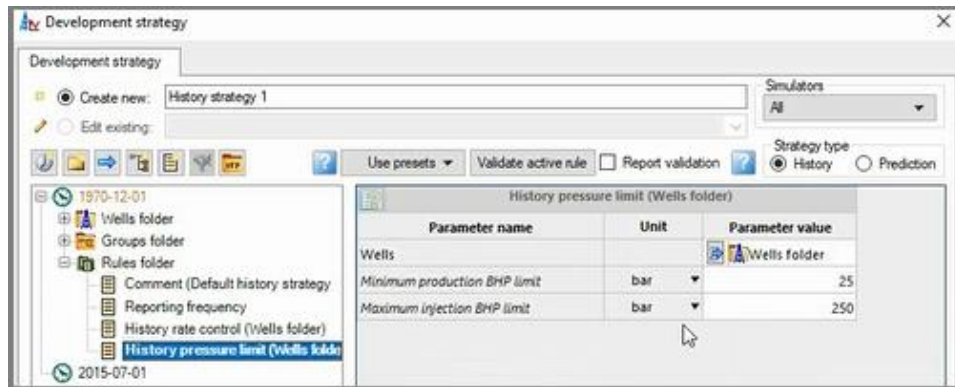 Development strategy
Development strategy
Create new: History strategy 1
Simulators
All
Edit existing:
Use presets Validate active rule Report validation
Strategy type
History Prediction
1970-12-01
Wells folder
Groups folder
Rules folder
Comment (Default history strategy
Reporting frequency
History rate control (Wells folder)
History pressure limit (Wells folde
2015-07-01
History pressure limit (Wells folder)
Parameter name Unit Parameter value
Wells Wells folder
Minimum production BHP limit bar 25
Maximum injection BHP limit bar 250